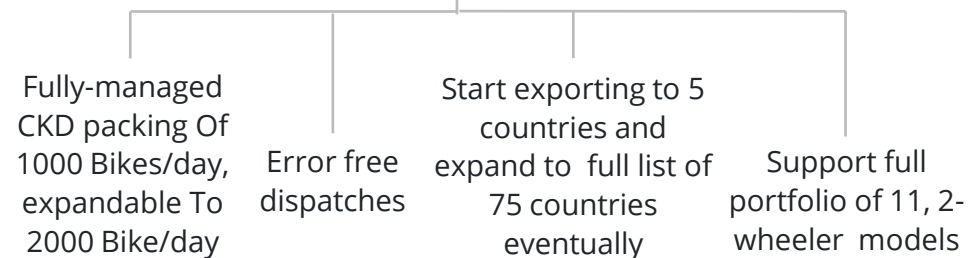 Fully-managed
CKD packing Of
1000 Bikes/day,
expandable To
2000 Bike/day
Error free
dispatches
Start exporting to 5
countries and
expand to full list of
75 countries
eventually
Support full
portfolio of 11, 2-
wheeler models